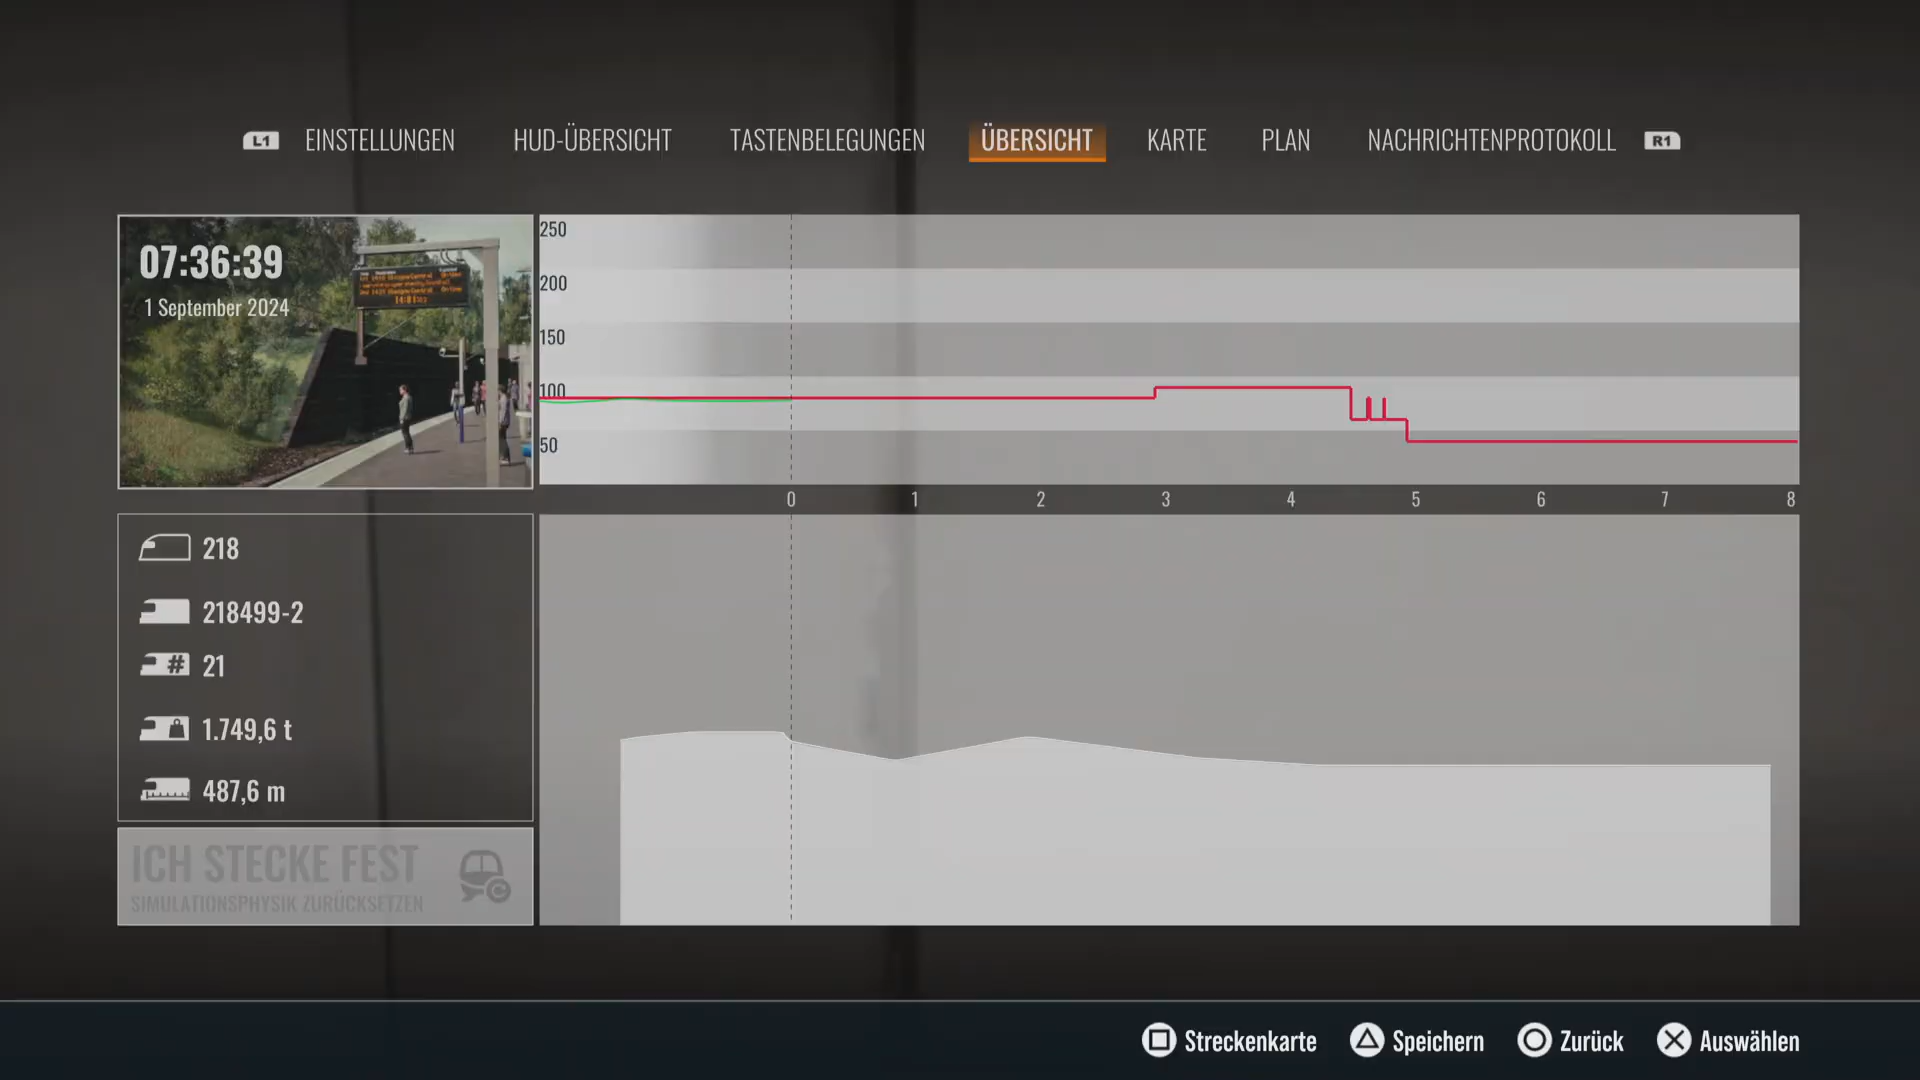 L1 EINSTELLUNGEN HUD-ÜBERSICHT TASTENBELEGUNGEN ÜBERSICHT KARTE PLAN NACHRICHTENPROTOKOLL R1
07:36:39
1 September 2024
250
200
150
100
50
0 1 2 3 4 5 6 7 8
218
218499-2
# 21
1.749,6 t
487,6 m
ICH STECKE FEST
SIMULATIONSPHYSIK ZURÜCKSETZEN
Streckenkarte Speichern Zurück Auswählen